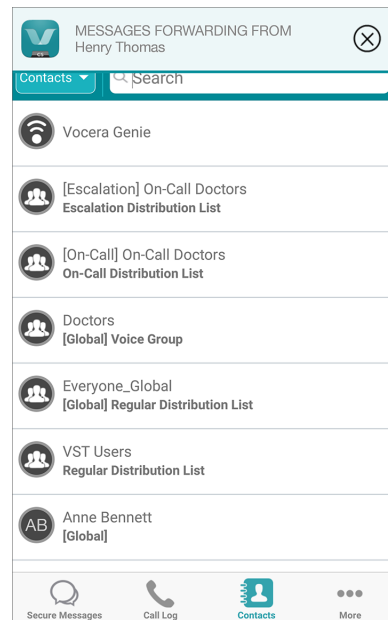 MESSAGES FORWARDING FROM
Henry Thomas
CS
Contacts
Search
Vocera Genie
[Escalation] On-Call Doctors
Escalation Distribution List
[On-Call] On-Call Doctors
On-Call Distribution List
Doctors
[Global] Voice Group
Everyone_Global
[Global] Regular Distribution List
VST Users
Regular Distribution List
AB
Anne Bennett
[Global]
Secure Messages
Call Log
Contacts
More